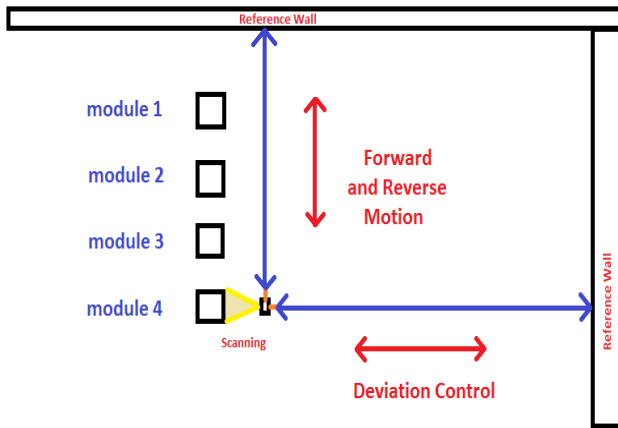 Reference Wall
module 1
module 2
module 3
module 4
Forward
and Reverse
Motion
Scanning
Deviation Control
Reference Wall